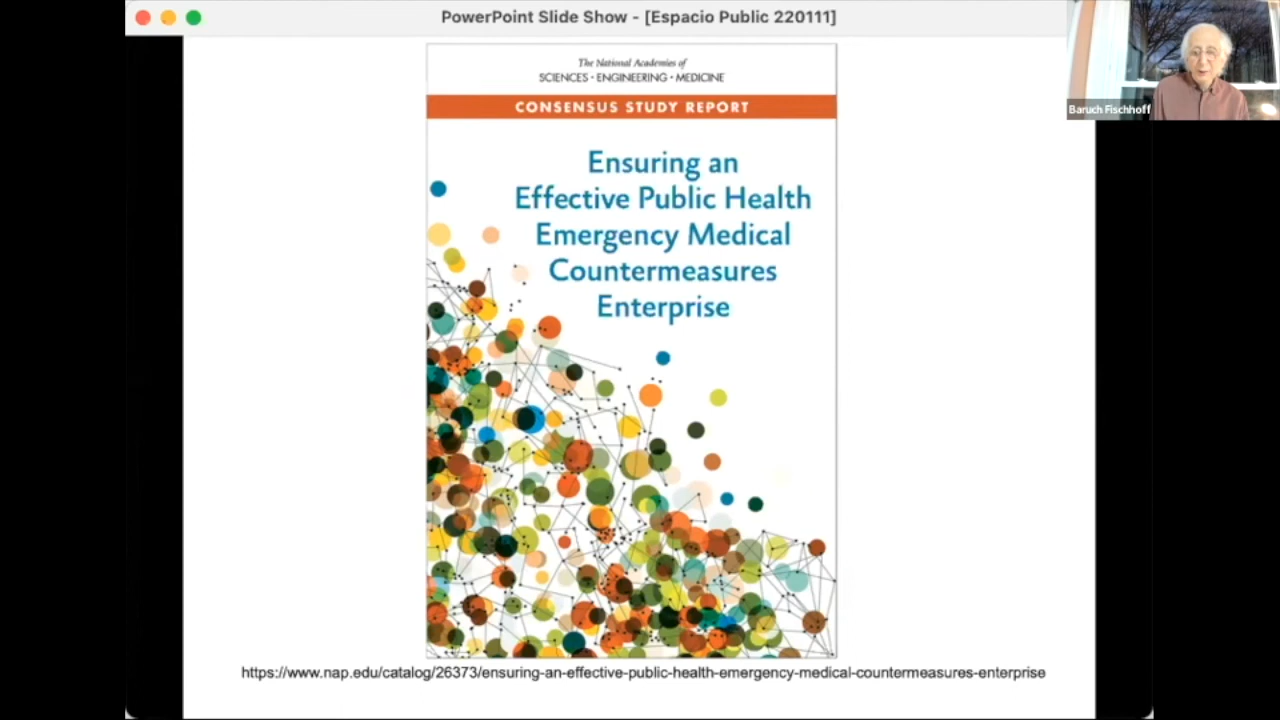 PowerPoint Slide Show - [Espacio Public 220111]
Baruch Fischhoff
The National Academies of
SCIENCES · ENGINEERING · MEDICINE
CONSENSUS STUDY REPORT
Ensuring an
Effective Public Health
Emergency Medical
Countermeasures
Enterprise
https://www.nap.edu/catalog/26373/ensuring-an-effective-public-health-emergency-medical-countermeasures-enterprise